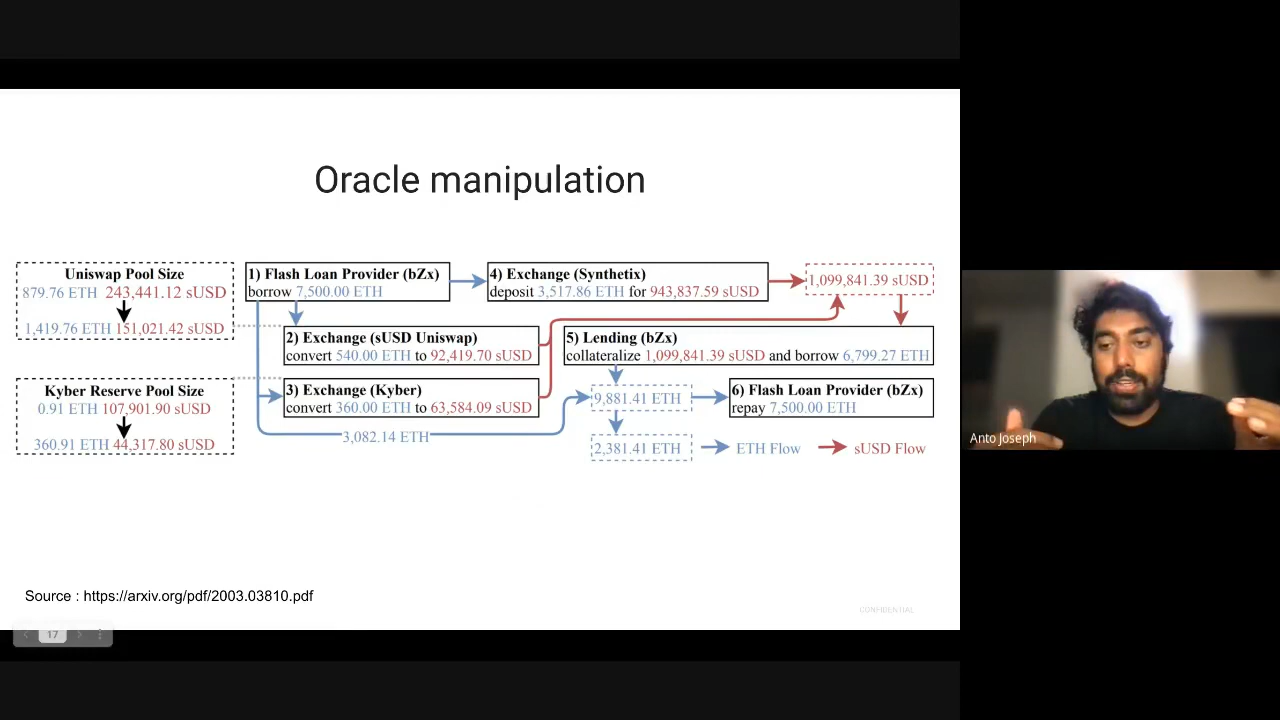 Oracle manipulation
Uniswap Pool Size
879.76 ETH 243,441.12 sUSD
1,419.76 ETH 151,021.42 sUSD
Kyber Reserve Pool Size
0.91 ETH 107,901.90 sUSD
360.91 ETH 44,317.80 sUSD
1) Flash Loan Provider (bZx)
borrow 7,500.00 ETH
2) Exchange (sUSD Uniswap)
convert 540.00 ETH to 92,419.70 sUSD
3) Exchange (Kyber)
convert 360.00 ETH to 63,584.09 sUSD
3,082.14 ETH
4) Exchange (Synthetix)
deposit 3,517.86 ETH for 943,837.59 sUSD
1,099,841.39 sUSD
5) Lending (bZx)
collateralize 1,099,841.39 sUSD and borrow 6,799.27 ETH
9,881.41 ETH
6) Flash Loan Provider (bZx)
repay 7,500.00 ETH
2,381.41 ETH
ETH Flow
sUSD Flow
Source : https://arxiv.org/pdf/2003.03810.pdf
CONFIDENTIAL
17
Anto Joseph